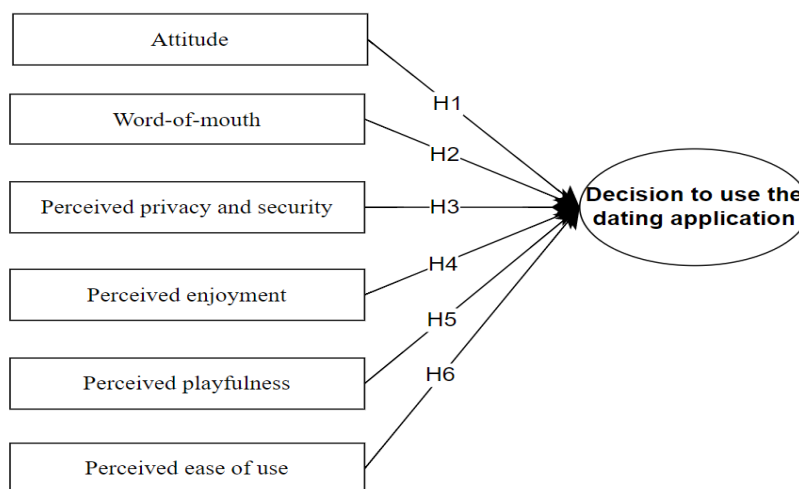 Attitude
H1
Word-of-mouth
H2
Perceived privacy and security
H3
Decision to use the
dating application
Perceived enjoyment
H4
Perceived playfulness
H5
Perceived ease of use
H6